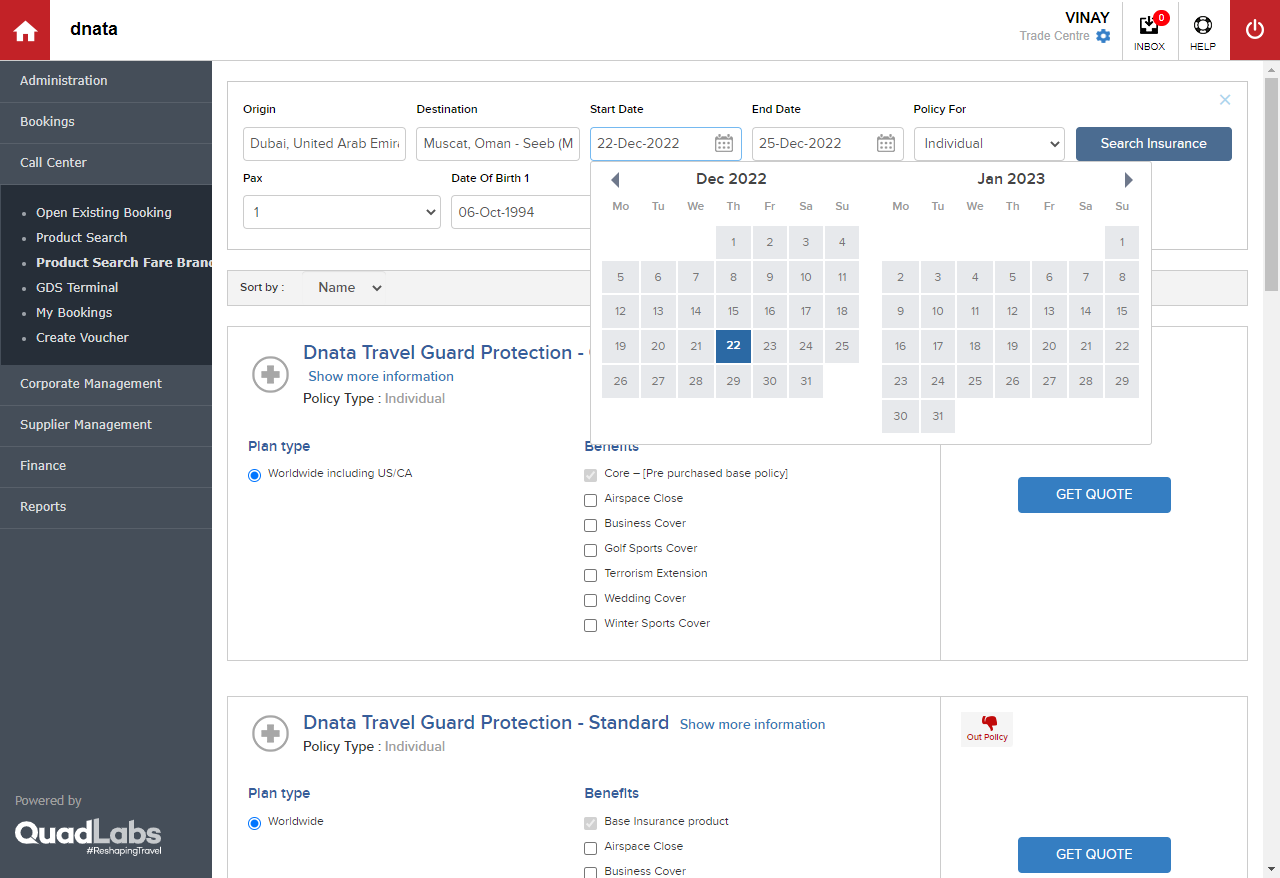 dnata
VINAY
Trade Centre
0
INBOX
HELP
Administration
Bookings
Call Center
Open Existing Booking
Product Search
Product Search Fare Bran
GDS Terminal
My Bookings
Create Voucher
Corporate Management
Supplier Management
Finance
Reports
Powered by
QuadLabs
#ReshapingTravel
Origin Destination Start Date End Date Policy For
Dubai, United Arab Emir Muscat, Oman - Seeb (M 22-Dec-2022 25-Dec-2022 Individual Search Insurance
Pax Date Of Birth 1
1 06-Oct-1994
Dec 2022
Mo Tu We Th Fr Sa Su
1 2 3 4
5 6 7 8 9 10 11
12 13 14 15 16 17 18
19 20 21 22 23 24 25
26 27 28 29 30 31
Jan 2023
Mo Tu We Th Fr Sa Su
1
2 3 4 5 6 7 8
9 10 11 12 13 14 15
16 17 18 19 20 21 22
23 24 25 26 27 28 29
30 31
Sort by : Name
Dnata Travel Guard Protection -
Show more information
Policy Type : Individual
Plan type
Worldwide including US/CA
Benefits
Core – [Pre purchased base policy]
Airspace Close
Business Cover
Golf Sports Cover
Terrorism Extension
Wedding Cover
Winter Sports Cover
GET QUOTE
Dnata Travel Guard Protection - Standard Show more information
Policy Type : Individual
Out Policy
Plan type
Worldwide
Benefits
Base Insurance product
Airspace Close
Business Cover
GET QUOTE